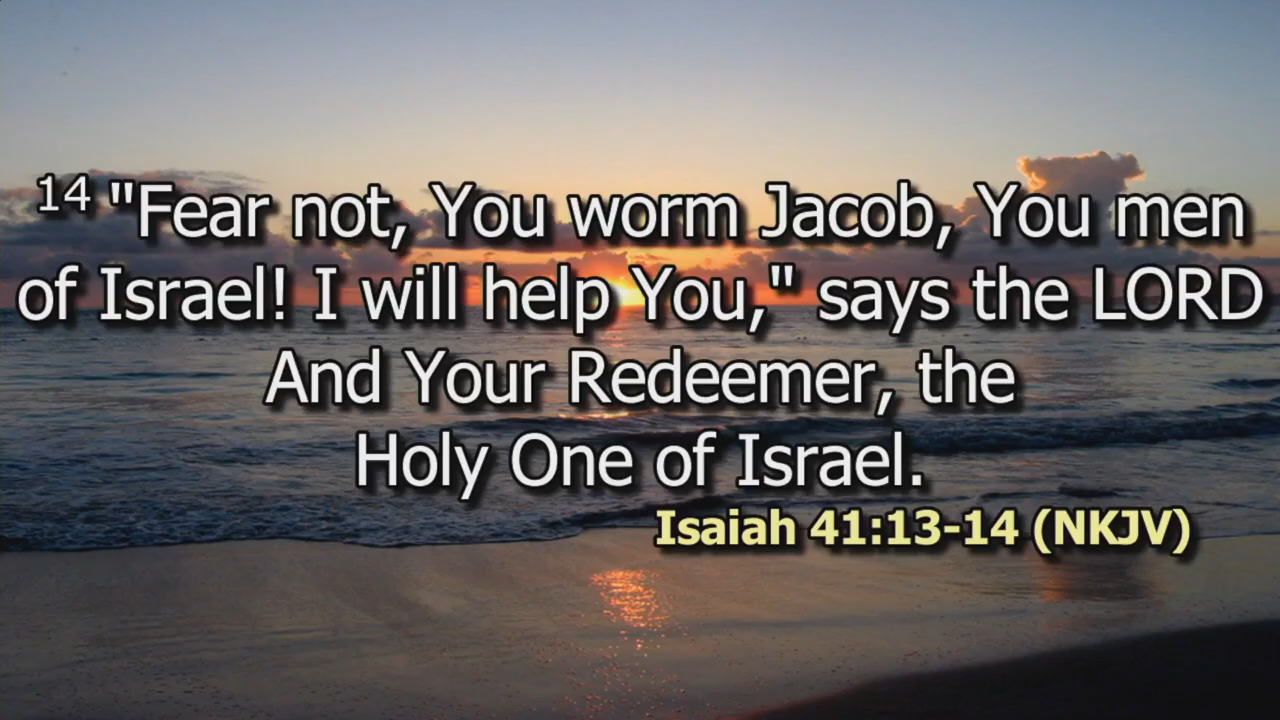 14 "Fear not, You worm Jacob, You men
of Israel! I will help You," says the LORD
And Your Redeemer, the
Holy One of Israel.
Isaiah 41:13-14 (NKJV)